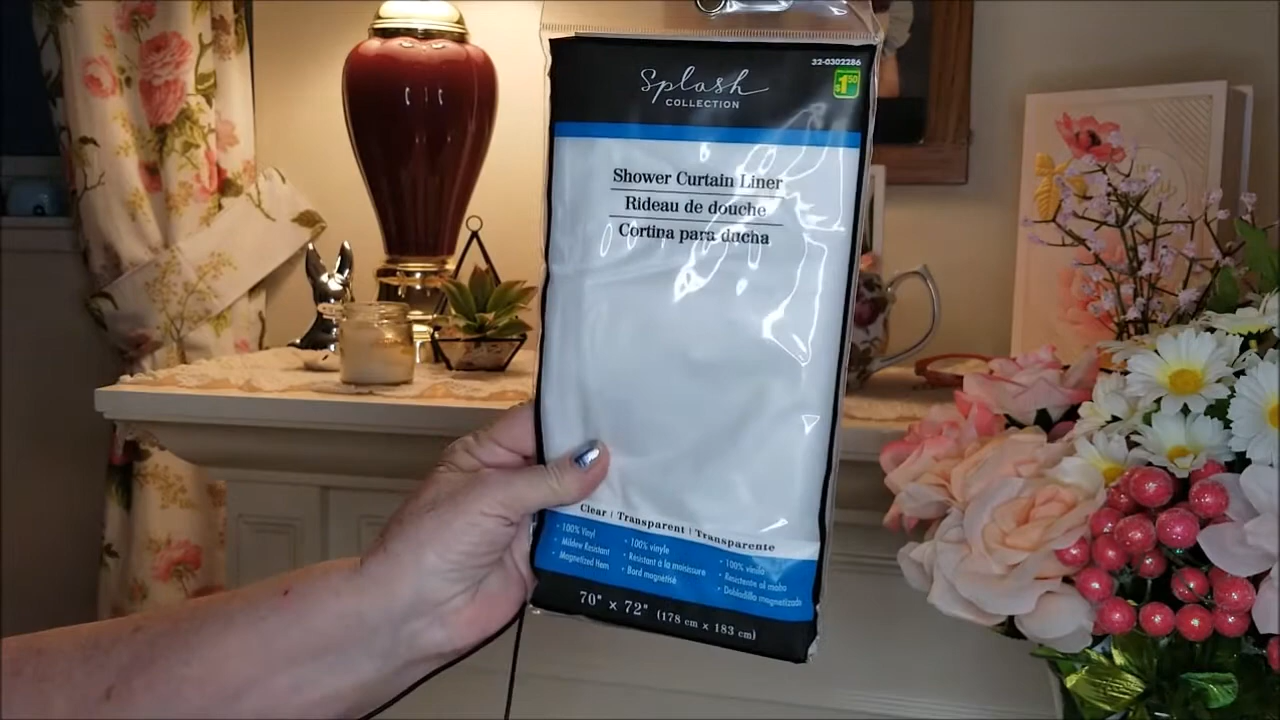 32-0302286
$1.50
Splash
COLLECTION
Shower Curtain Liner
Rideau de douche
Cortina para ducha
Clear | Transparent | Transparente
• 100% Vinyl
• Mildew Resistant
• Magnetized Hem
• 100% vinyle
• Résistant à la moisissure
• Bord magnétisé
• 100% vinilo
• Resistente al moho
• Dobladillo magnetizado
70" × 72" (178 cm × 183 cm)